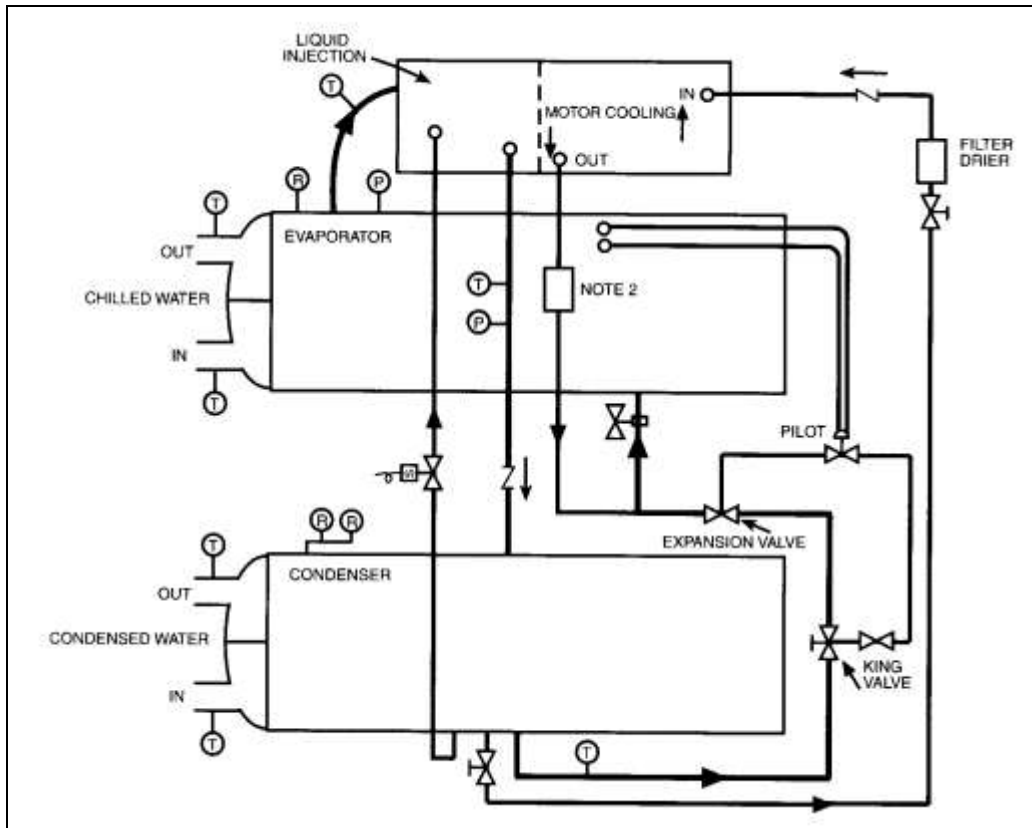 LIQUID
INJECTION
T
IN
MOTOR COOLING
OUT
FILTER
DRIER
R
P
T
EVAPORATOR
OUT
CHILLED WATER
T
NOTE 2
P
IN
T
PILOT
S
R R
T
EXPANSION VALVE
CONDENSER
OUT
CONDENSED WATER
KING
VALVE
IN
T
T